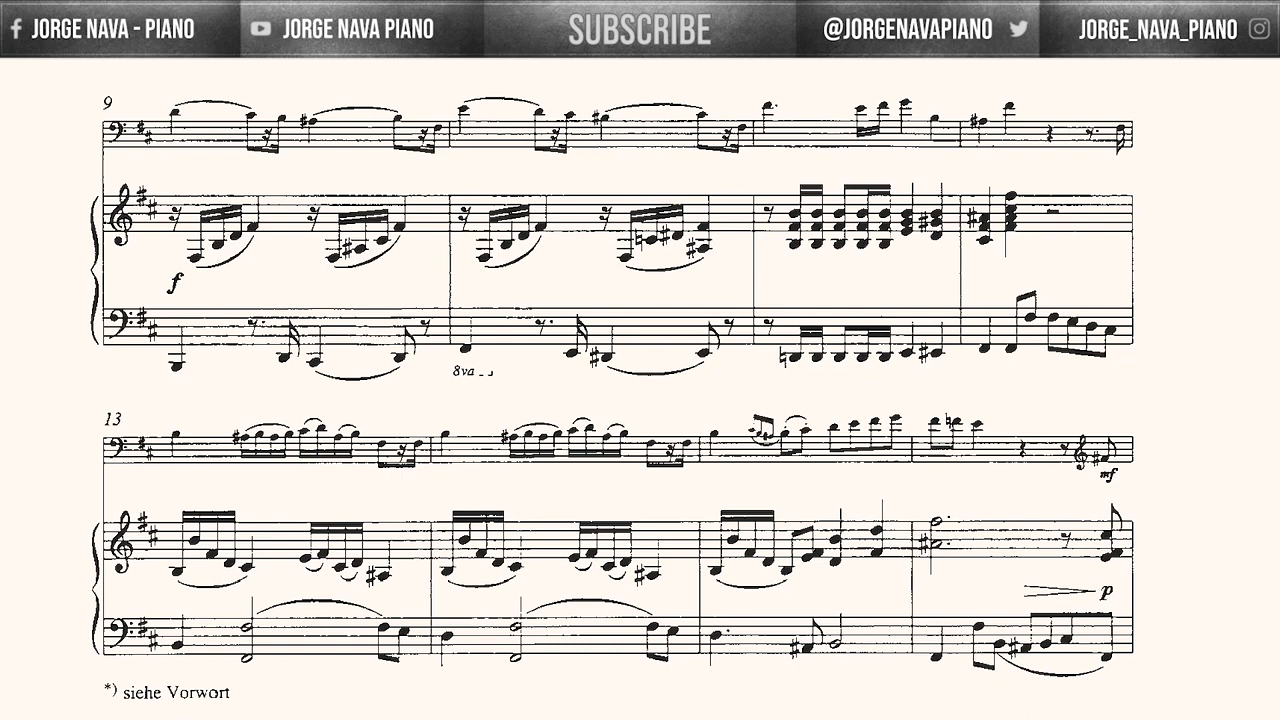 JORGE NAVA - PIANO
JORGE NAVA PIANO
SUBSCRIBE
@JORGENAVAPIANO
JORGE_NAVA_PIANO
9
f
8va
13
mf
p
*) siehe Vorwort